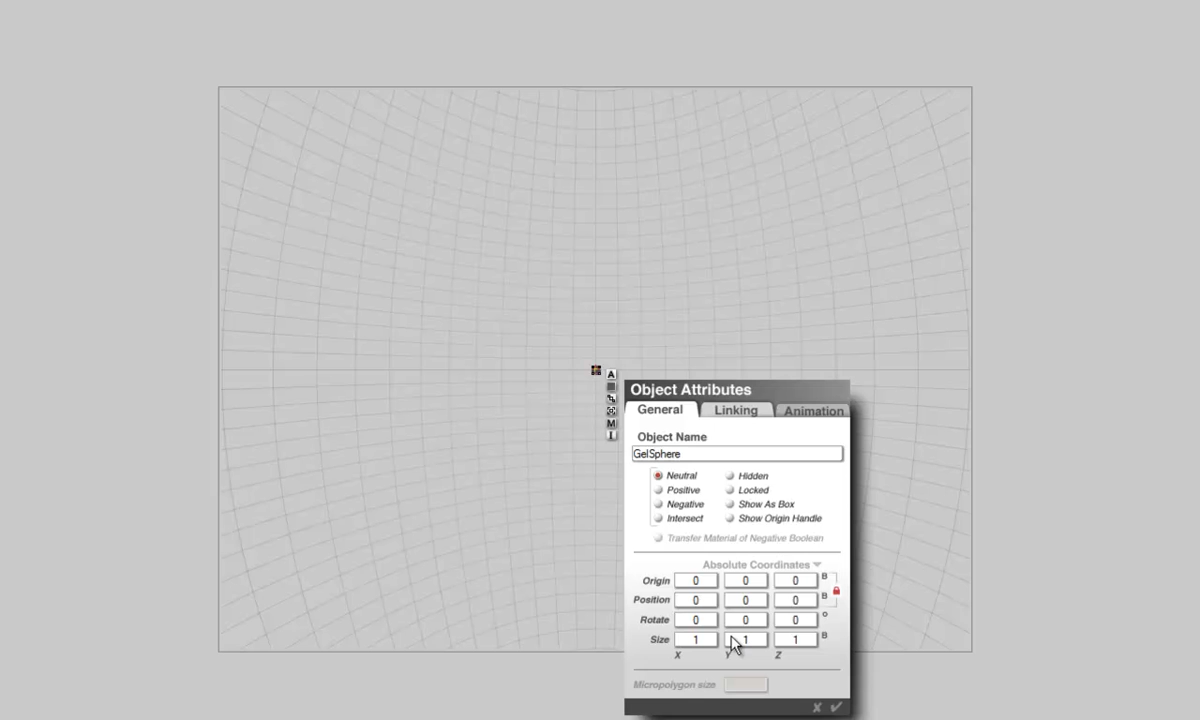 A
M
I
Object Attributes
General Linking Animation
Object Name
GelSphere
Neutral Hidden
Positive Locked
Negative Show As Box
Intersect Show Origin Handle
Transfer Material of Negative Boolean
Absolute Coordinates
Origin 0 0 0 B
Position 0 0 0 B
Rotate 0 0 0 o
Size 1 1 1 B
X Y Z
Micropolygon size